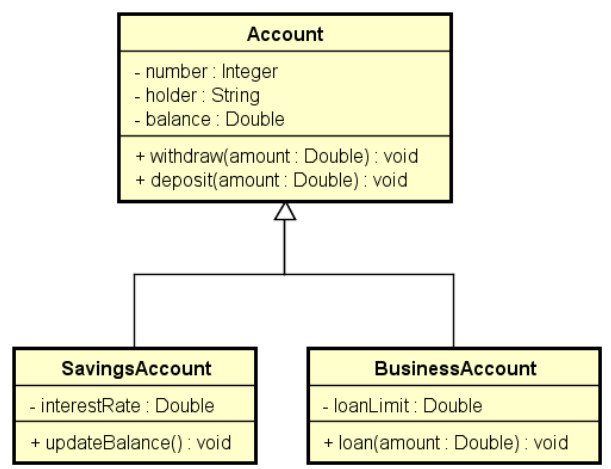 Account
- number : Integer
- holder : String
- balance : Double
+ withdraw(amount : Double) : void
+ deposit(amount : Double) : void
SavingsAccount
- interestRate : Double
+ updateBalance() : void
BusinessAccount
- loanLimit : Double
+ loan(amount : Double) : void